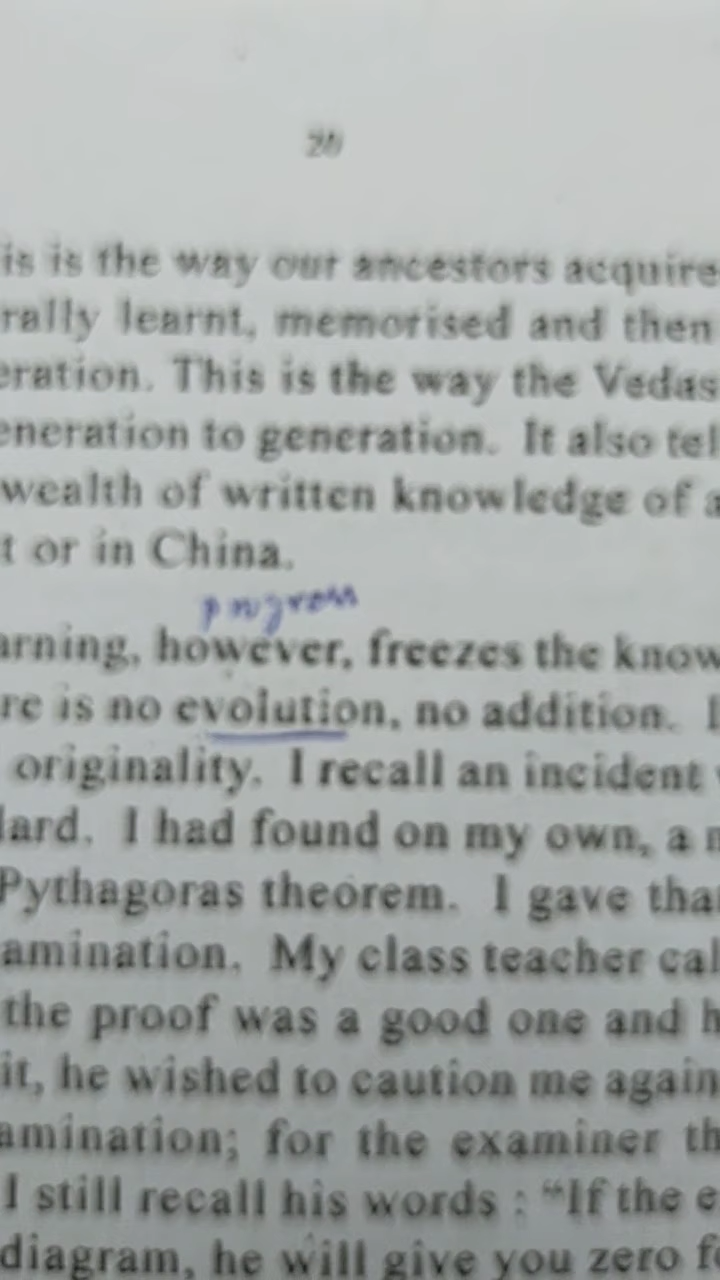 20
is is the way our ancestors acquire
rally learnt, memorised and then
eration. This is the way the Vedas
eneration to generation. It also tel
wealth of written knowledge of a
t or in China.
progress
arning, however, freezes the know
re is no evolution, no addition. I
originality. I recall an incident
lard. I had found on my own, a n
Pythagoras theorem. I gave tha
amination. My class teacher cal
the proof was a good one and h
it, he wished to caution me again
amination; for the examiner th
I still recall his words : “If the e
diagram, he will give you zero fo